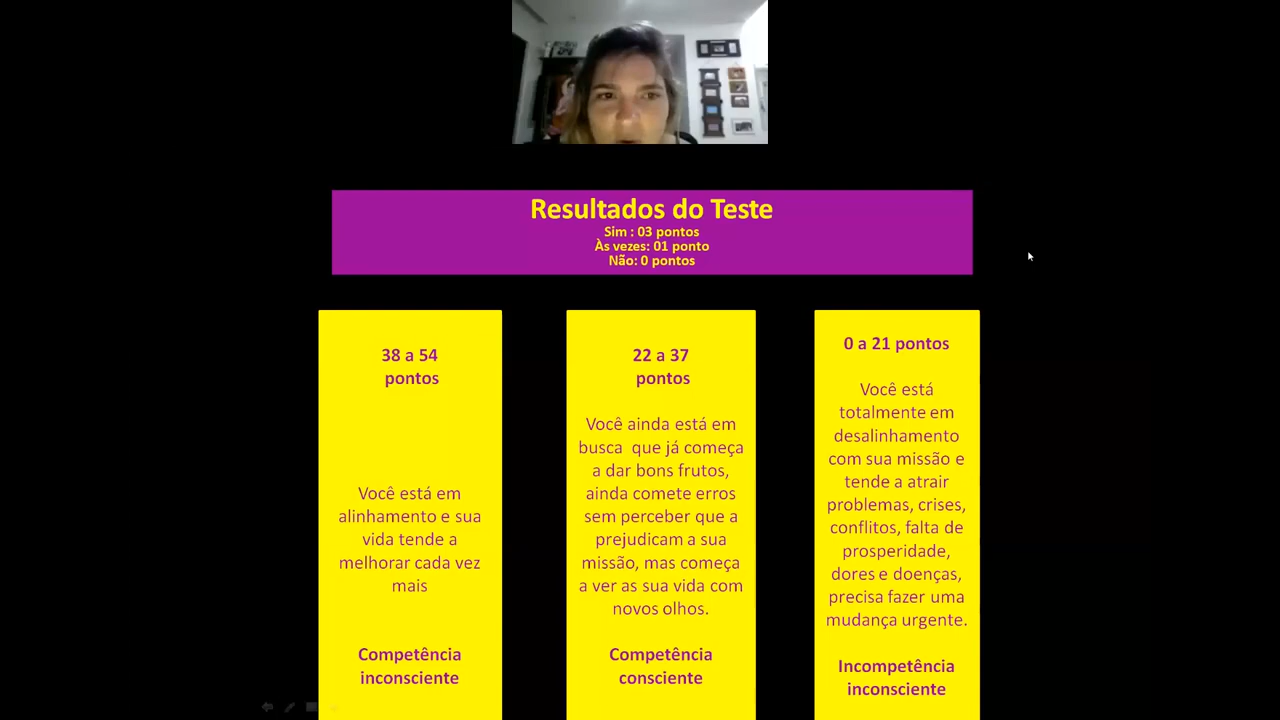 Resultados do Teste
Sim : 03 pontos
Às vezes: 01 ponto
Não: 0 pontos
38 a 54
pontos
Você está em
alinhamento e sua
vida tende a
melhorar cada vez
mais
Competência
inconsciente
22 a 37
pontos
Você ainda está em
busca que já começa
a dar bons frutos,
ainda comete erros
sem perceber que a
prejudicam a sua
missão, mas começa
a ver as sua vida com
novos olhos.
Competência
consciente
0 a 21 pontos
Você está
totalmente em
desalinhamento
com sua missão e
tende a atrair
problemas, crises,
conflitos, falta de
prosperidade,
dores e doenças,
precisa fazer uma
mudança urgente.
Incompetência
inconsciente